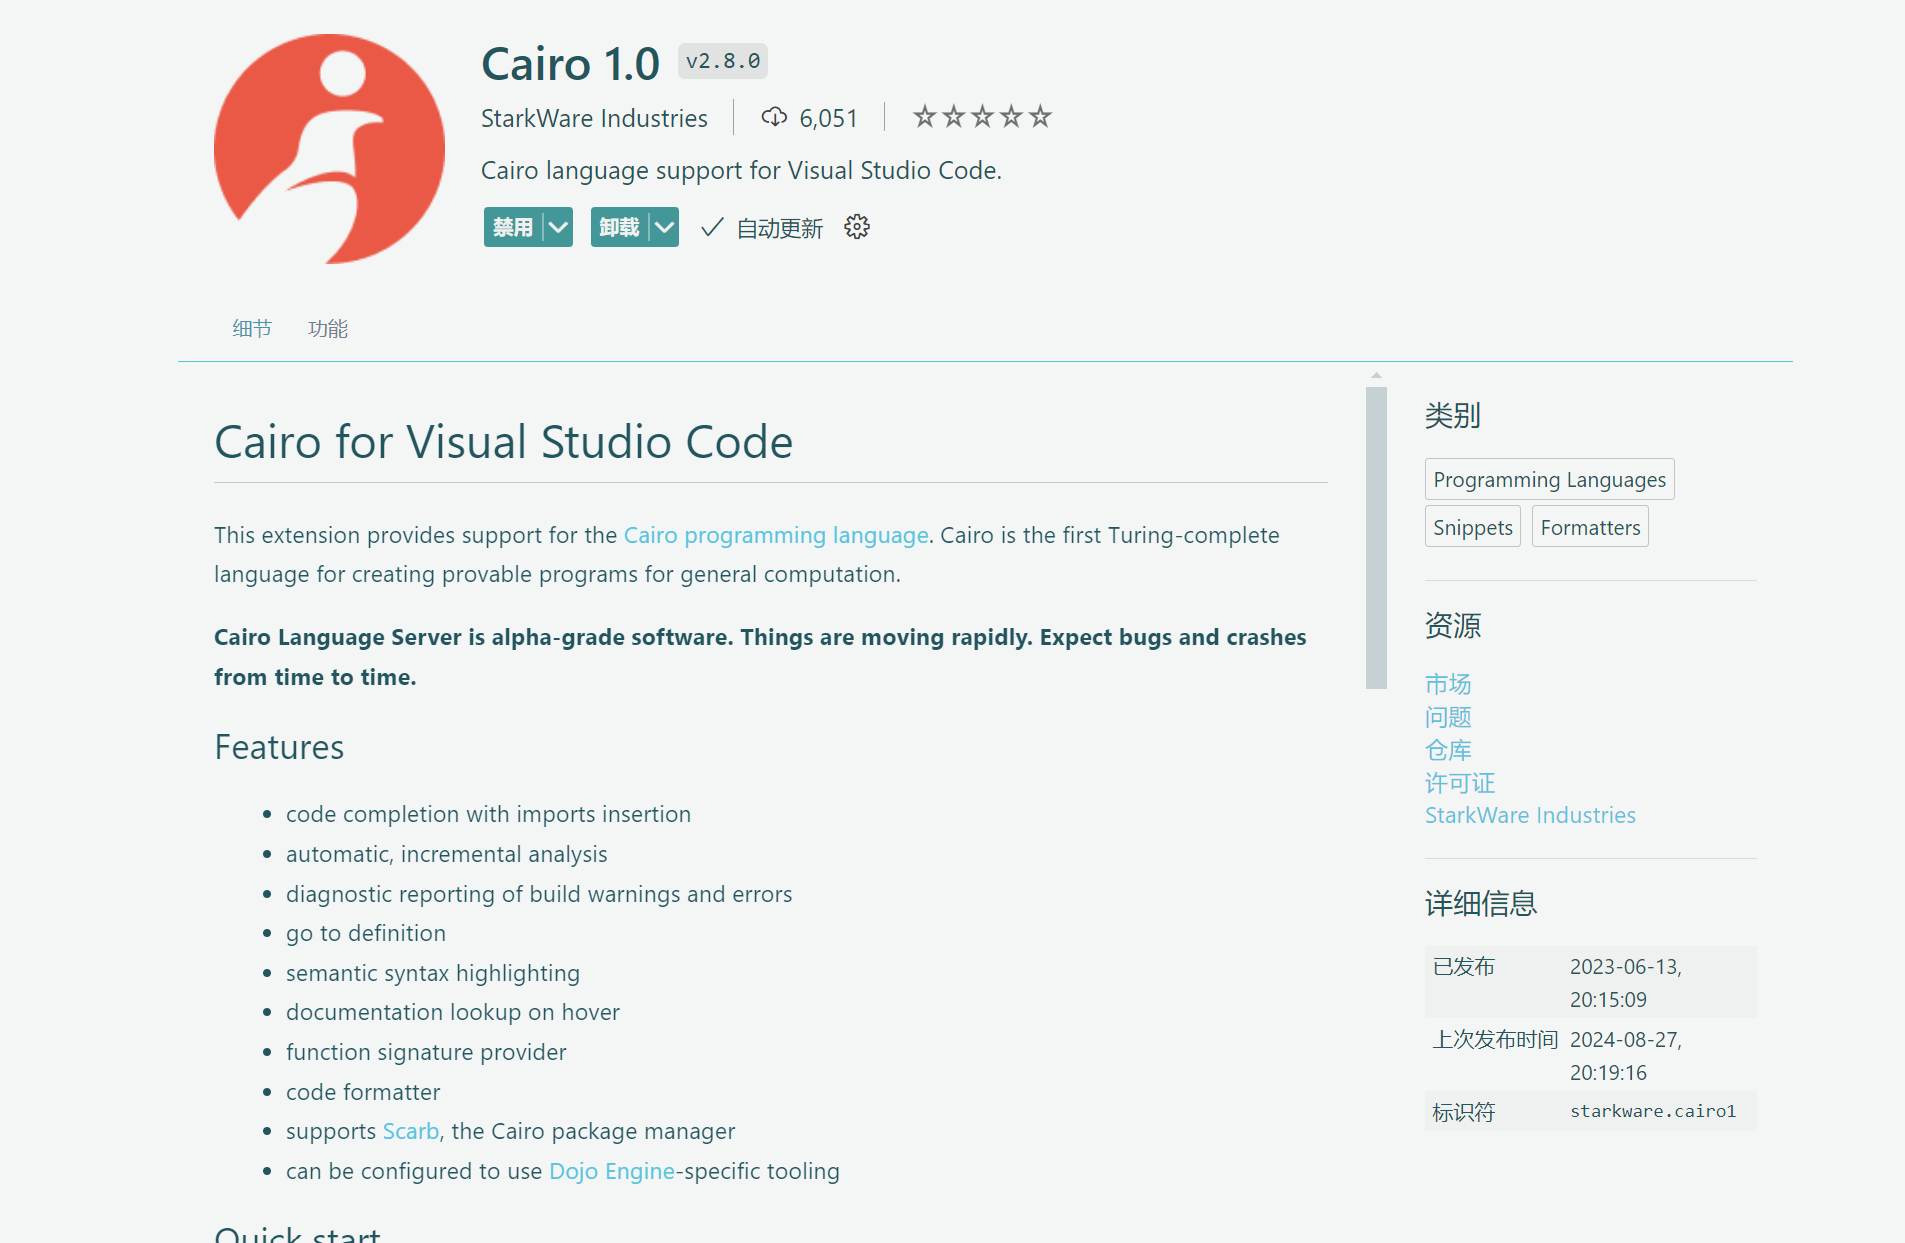 Cairo 1.0 v2.8.0
StarkWare Industries 6,051
Cairo language support for Visual Studio Code.
禁用 卸载 自动更新
细节 功能
Cairo for Visual Studio Code
This extension provides support for the Cairo programming language. Cairo is the first Turing-complete
language for creating provable programs for general computation.
Cairo Language Server is alpha-grade software. Things are moving rapidly. Expect bugs and crashes
from time to time.
Features
• code completion with imports insertion
• automatic, incremental analysis
• diagnostic reporting of build warnings and errors
• go to definition
• semantic syntax highlighting
• documentation lookup on hover
• function signature provider
• code formatter
• supports Scarb, the Cairo package manager
• can be configured to use Dojo Engine-specific tooling
Quick start
类别
Programming Languages
Snippets Formatters
资源
市场
问题
仓库
许可证
StarkWare Industries
详细信息
已发布 2023-06-13,
20:15:09
上次发布时间 2024-08-27,
20:19:16
标识符 starkware.cairo1